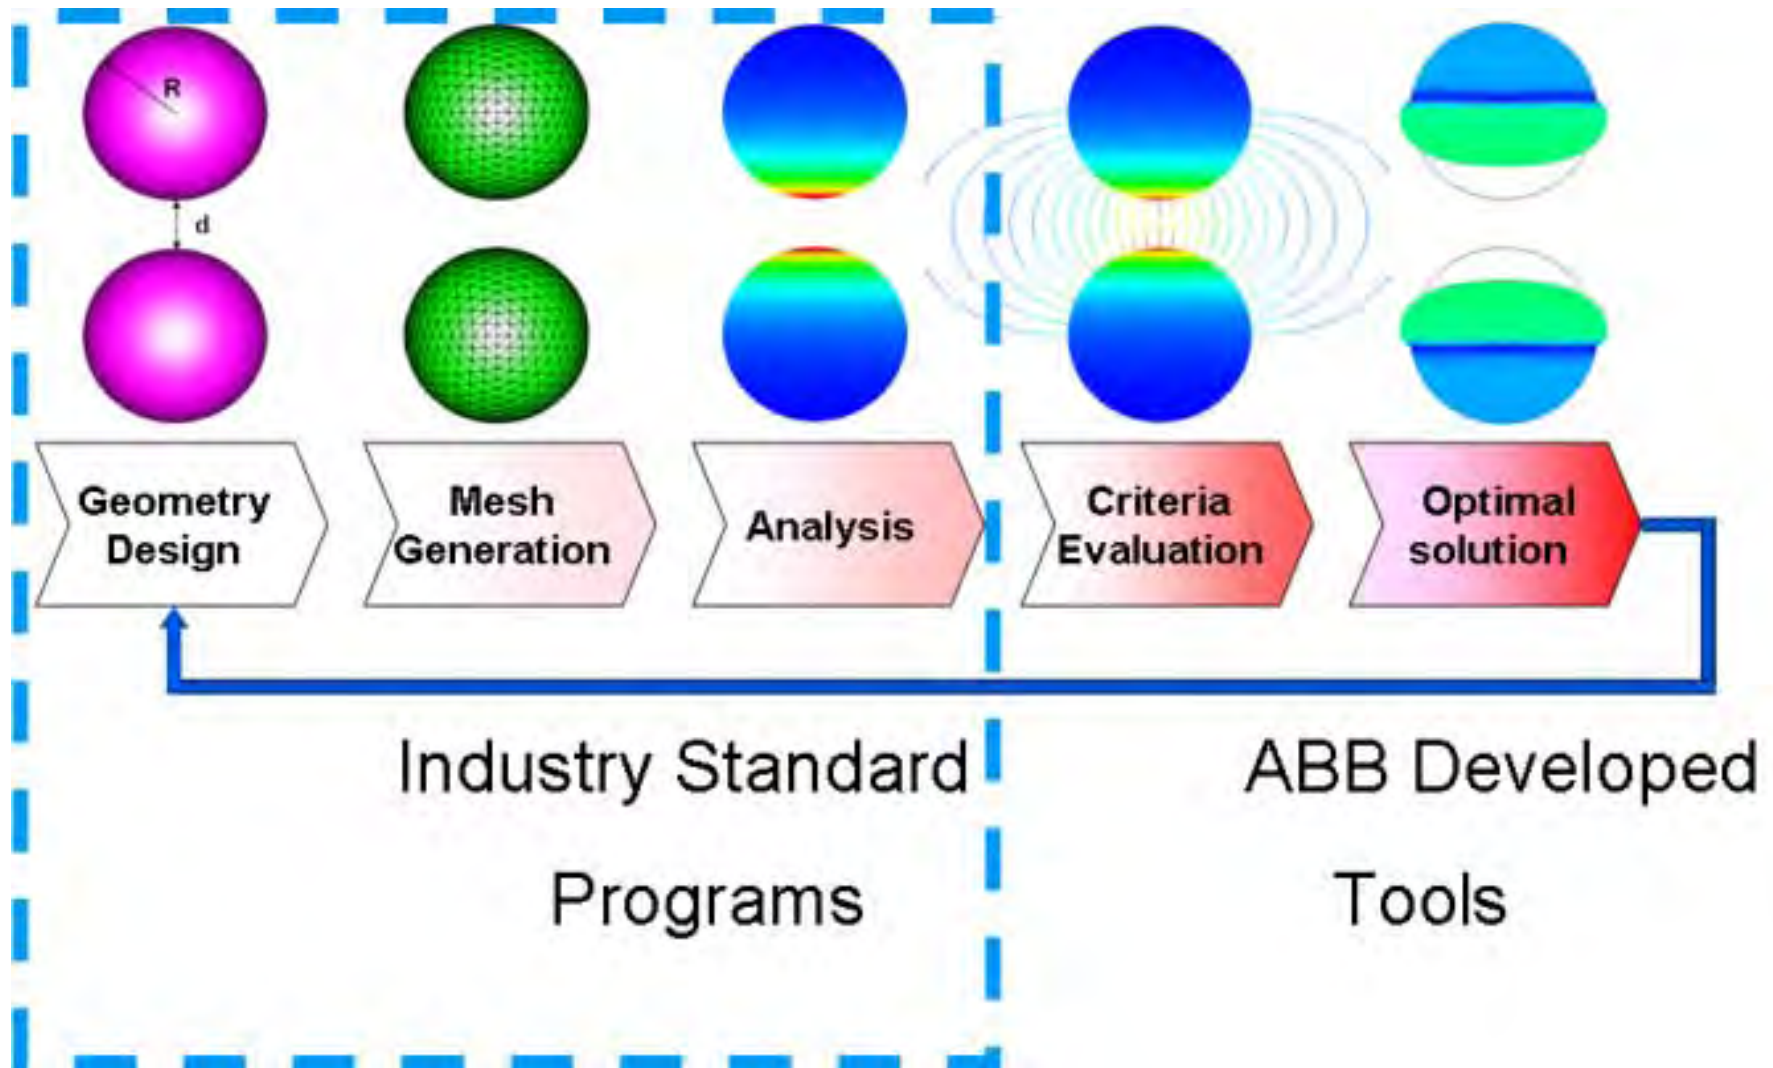 R
d
Geometry
Design
Mesh
Generation
Analysis
Criteria
Evaluation
Optimal
solution
Industry Standard
Programs
ABB Developed
Tools